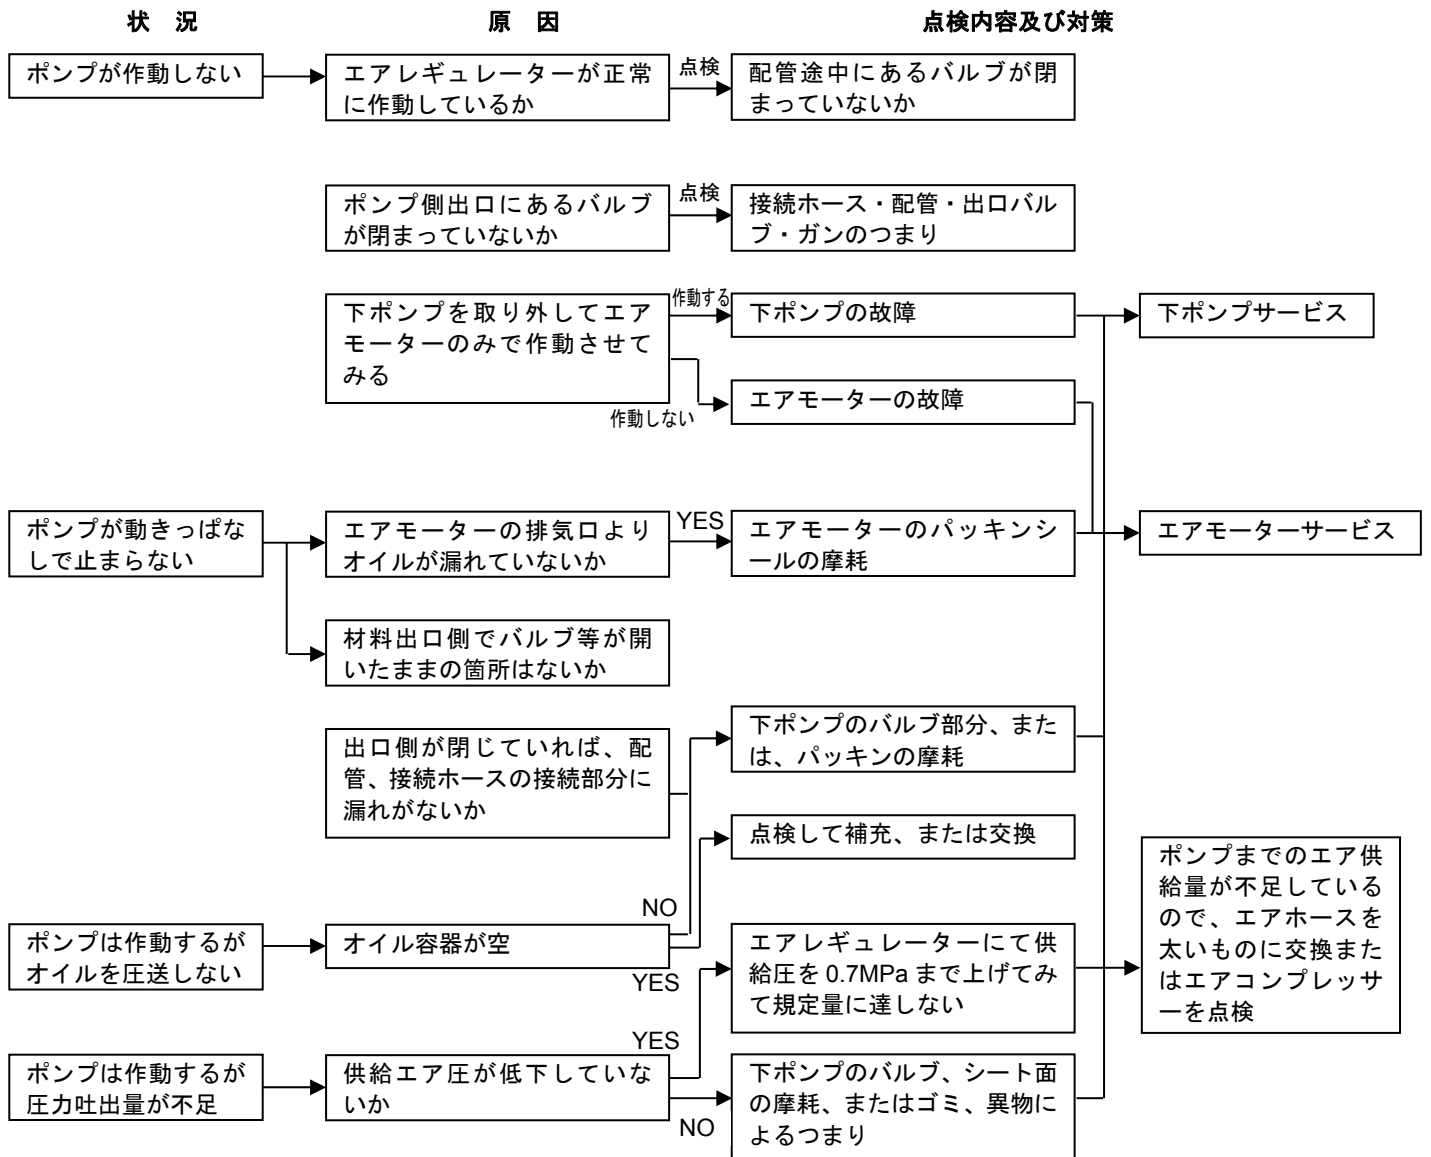 状　況
原　因
点検内容及び対策
ポンプが作動しない
エアレギュレーターが正常
に作動しているか
点検
配管途中にあるバルブが閉
まっていないか
ポンプ側出口にあるバルブ
が閉まっていないか
点検
接続ホース・配管・出口バル
ブ・ガンのつまり
下ポンプを取り外してエア
モーターのみで作動させて
みる
作動する
下ポンプの故障
下ポンプサービス
作動しない
エアモーターの故障
ポンプが動きっぱな
しで止まらない
エアモーターの排気口より
オイルが漏れていないか
YES
エアモーターのパッキンシ
ールの摩耗
エアモーターサービス
材料出口側でバルブ等が開
いたままの箇所はないか
出口側が閉じていれば、配
管、接続ホースの接続部分に
漏れがないか
下ポンプのバルブ部分、また
は、パッキンの摩耗
点検して補充、または交換
ポンプは作動するが
オイルを圧送しない
オイル容器が空
NO
YES
エアレギュレーターにて供
給圧を 0.7MPa まで上げてみ
て規定量に達しない
ポンプまでのエア供
給量が不足している
ので、エアホースを
太いものに交換また
はエアコンプレッサ
ーを点検
ポンプは作動するが
圧力吐出量が不足
供給エア圧が低下していな
いか
YES
NO
下ポンプのバルブ、シート面
の摩耗、またはゴミ、異物に
よるつまり